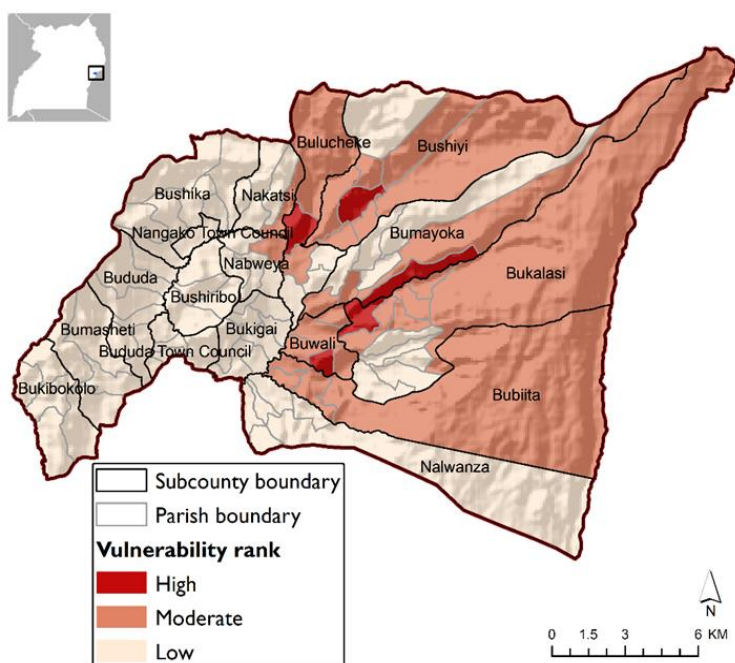 Bulucheke
Bushiyi
Bushika
Nakatsi
Nangako Town Council
Bumayoka
Nabweya
Bududa
Bukalasi
Bushiribo
Bumasheti
Bukigai
Buwali
Bududa Town Council
Bukibokolo
Bubiita
Nalwanza
Subcounty boundary
Parish boundary
Vulnerability rank
High
Moderate
Low
N
0 1.5 3 6 KM